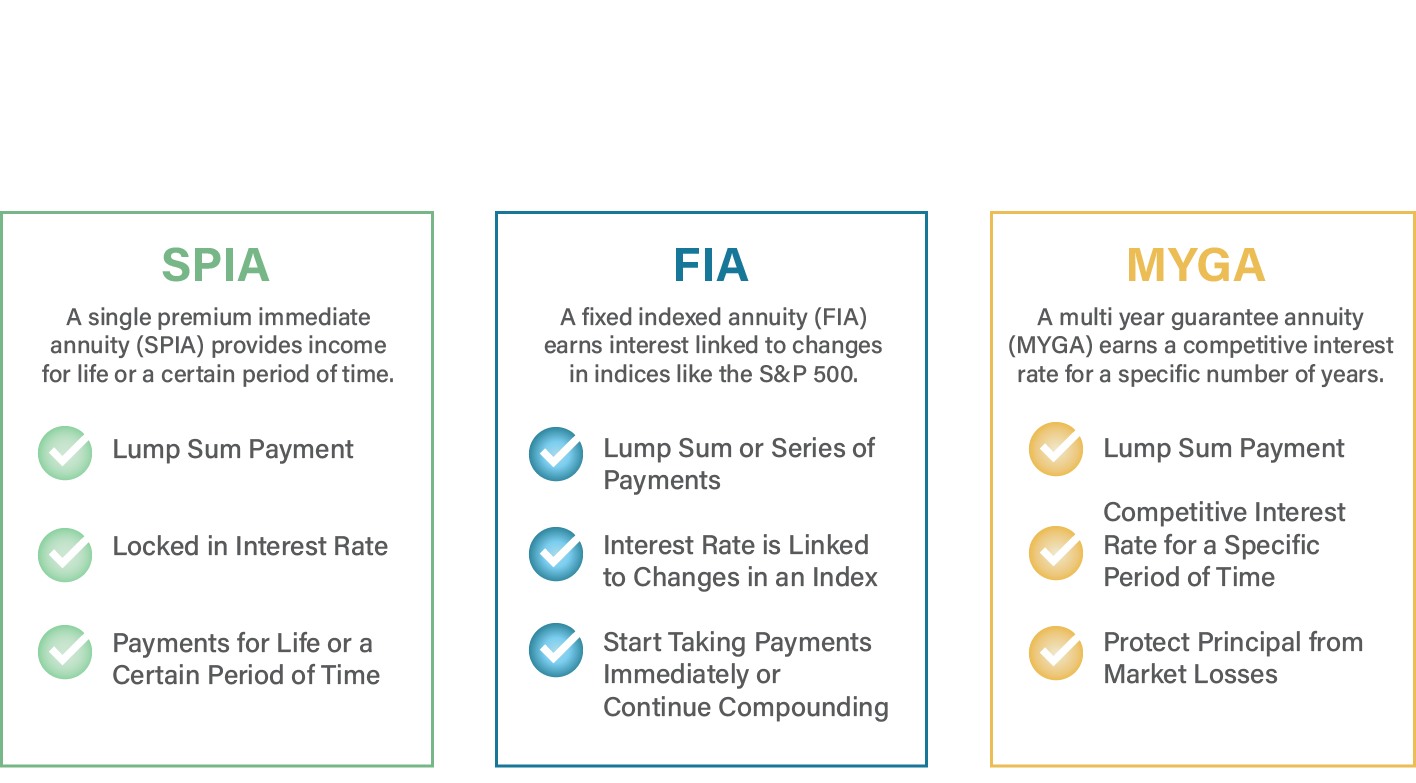 SPIA
A single premium immediate
annuity (SPIA) provides income
for life or a certain period of time.
Lump Sum Payment
Locked in Interest Rate
Payments for Life or a
Certain Period of Time
FIA
A fixed indexed annuity (FIA)
earns interest linked to changes
in indices like the S&P 500.
Lump Sum or Series of
Payments
Interest Rate is Linked
to Changes in an Index
Start Taking Payments
Immediately or
Continue Compounding
MYGA
A multi year guarantee annuity
(MYGA) earns a competitive interest
rate for a specific number of years.
Lump Sum Payment
Competitive Interest
Rate for a Specific
Period of Time
Protect Principal from
Market Losses